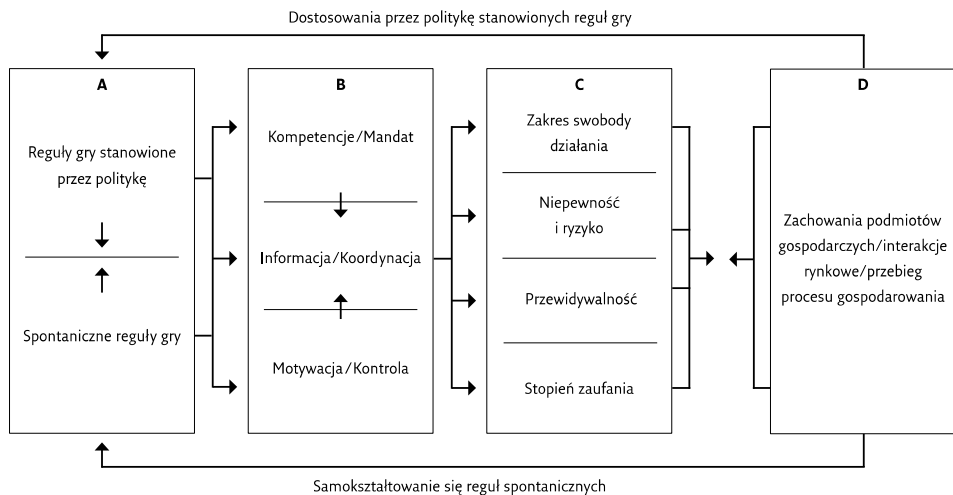 Dostosowania przez politykę stanowionych reguł gry
A
Reguły gry stanowione
przez politykę
Spontaniczne reguły gry
B
Kompetencje/Mandat
Informacja/Koordynacja
Motywacja/Kontrola
C
Zakres swobody
działania
Niepewność
i ryzyko
Przewidywalność
Stopień zaufania
D
Zachowania podmiotów
gospodarczych/interakcje
rynkowe/przebieg
procesu gospodarowania
Samokształtowanie się reguł spontanicznych